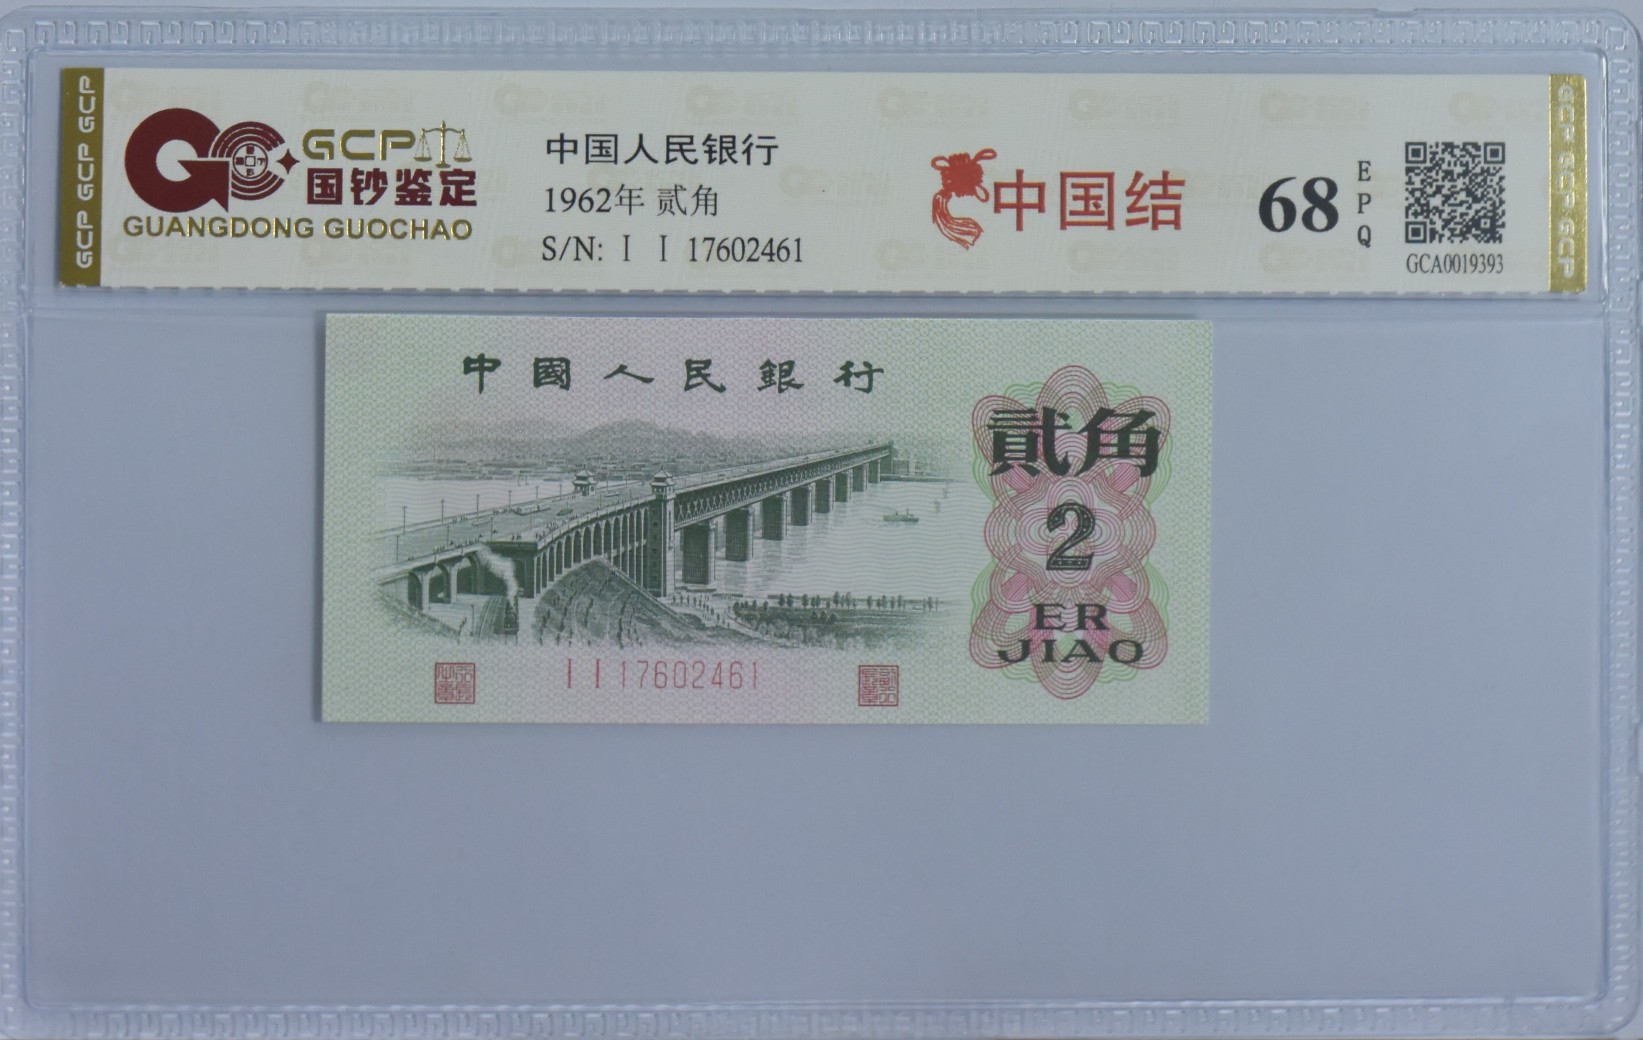 GCP GCP GCP
GCP
国钞鉴定
GUANGDONG GUOCHAO
中国人民银行
1962年 贰角
S/N: Ⅰ Ⅰ 17602461
中国结
68
EPQ
GCA0019393
GCP GCP GCP GCP
中國人民銀行
貳角
2
ER
JIAO
Ⅰ Ⅰ 17602461